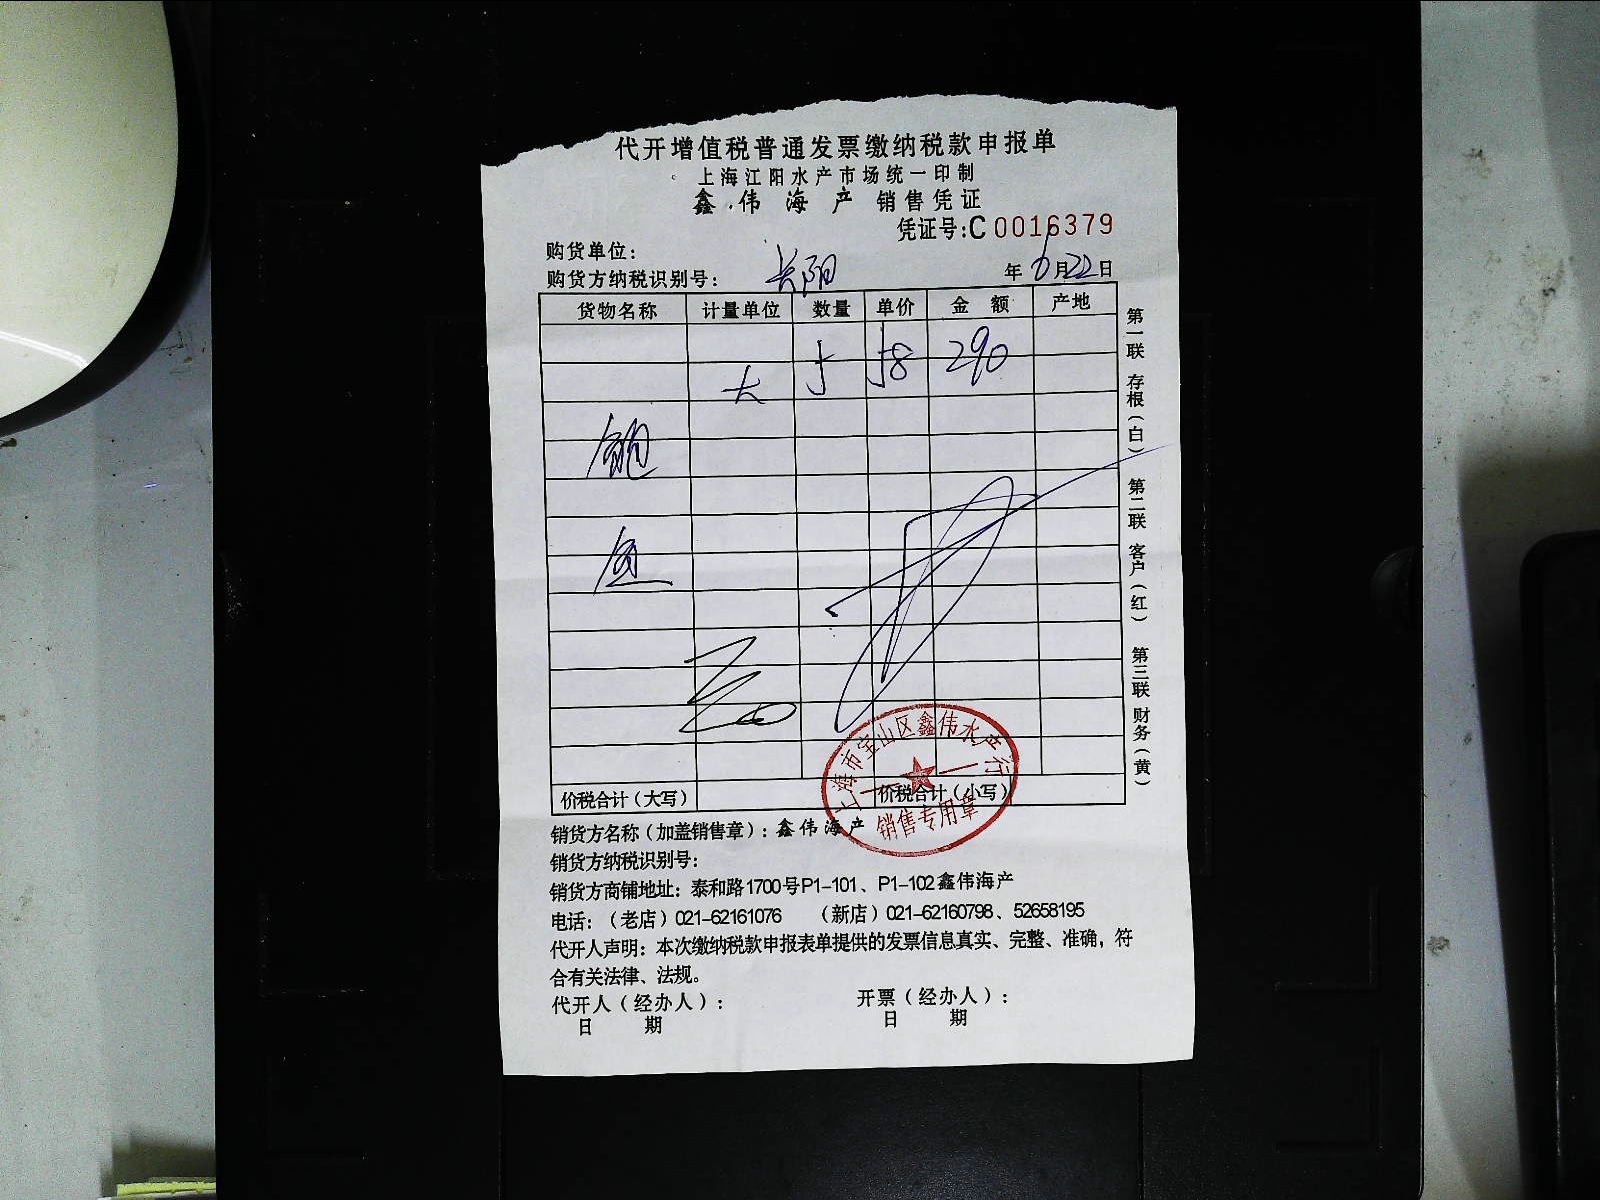 代开增值税普通发票缴纳税款申报单
上海江阳水产市场统一印制
鑫伟海产 销售凭证
凭证号:C0016379
购货单位:
购货方纳税识别号: 长阳 年6月22日
货物名称 计量单位 数量 单价 金 额 产地
大 5 58 290
鲍
鱼
价税合计(大写) 价税合计(小写)
上海市宝山区鑫伟水产行
销售专用章
销货方名称(加盖销售章):鑫伟海产
销货方纳税识别号:
销货方商铺地址:泰和路1700号P1-101、P1-102鑫伟海产
电话:(老店)021-62161076 (新店)021-62160798、52658195
代开人声明:本次缴纳税款申报表单提供的发票信息真实、完整、准确,符
合有关法律、法规。
代开人(经办人): 开票(经办人):
日 期 日 期
第一联 存根(白) 第二联 客户(红) 第三联 财务(黄)